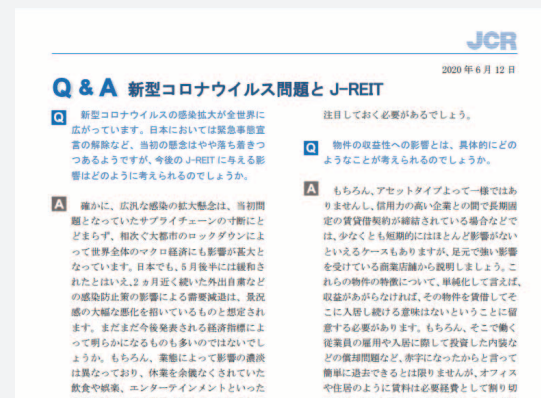 JCR
2020 年 6 月 12 日
Q & A 新型コロナウイルス問題と J-REIT
Q 新型コロナウイルスの感染拡大が全世界に
広がっています。日本においては緊急事態宣
言の解除など、当初の懸念はやや落ち着きつ
つあるようですが、今後の J-REIT に与える影
響はどのように考えられるのでしょうか。
A 確かに、広汎な感染の拡大懸念は、当初問
題となっていたサプライチェーンの寸断にと
どまらず、相次ぐ大都市のロックダウンによ
って世界全体のマクロ経済にも影響が甚大と
なっています。日本でも、5 月後半には緩和さ
れたとはいえ、2 ヵ月近く続いた外出自粛など
の感染防止策の影響による需要減退は、景況
感の大幅な悪化を招いているものと想定され
ます。まだまだ今後発表される経済指標によ
って明らかになるものも多いのではないでし
ょうか。もちろん、業態によって影響の濃淡
は異なっており、休業を余儀なくされていた
飲食や娯楽、エンターテインメントといった
注目しておく必要があるでしょう。
Q 物件の収益性への影響とは、具体的にどの
ようなことが考えられるのでしょうか。
A もちろん、アセットタイプよって一様ではあ
りませんし、信用力の高い企業との間で長期固
定の賃貸借契約が締結されている場合などで
は、少なくとも短期的にはほとんど影響がない
といえるケースもありますが、足元で強い影響
を受けている商業店舗から説明しましょう。こ
れらの物件の特徴について、単純化して言えば、
収益があがらなければ、その物件を賃借してそ
こに入居し続ける意味はないということに留
意する必要があります。もちろん、そこで働く
従業員の雇用や入居に際して投資した内装な
どの償却問題など、赤字になったからと言って
簡単に退去できるとは限りませんが、オフィス
や住居のように賃料は必要経費として割り切